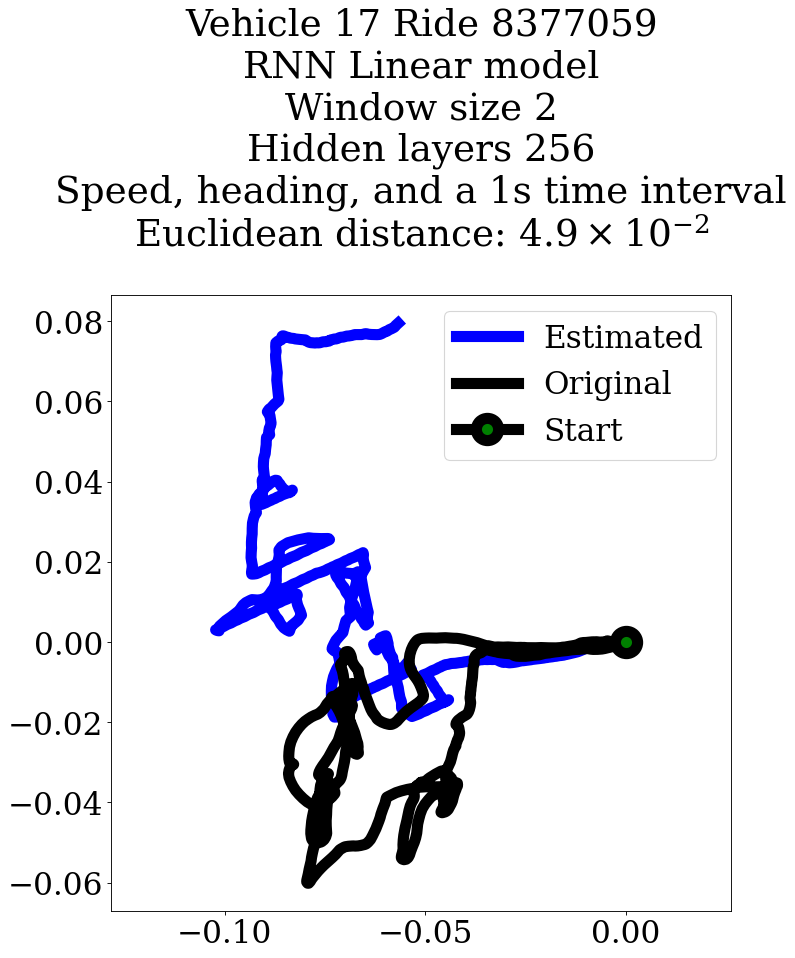 Vehicle 17 Ride 8377059
RNN Linear model
Window size 2
Hidden layers 256
Speed, heading, and a 1s time interval
Euclidean distance: 4.9 × 10⁻²
Estimated
Original
Start
0.08
0.06
0.04
0.02
0.00
−0.02
−0.04
−0.06
−0.10 −0.05 0.00